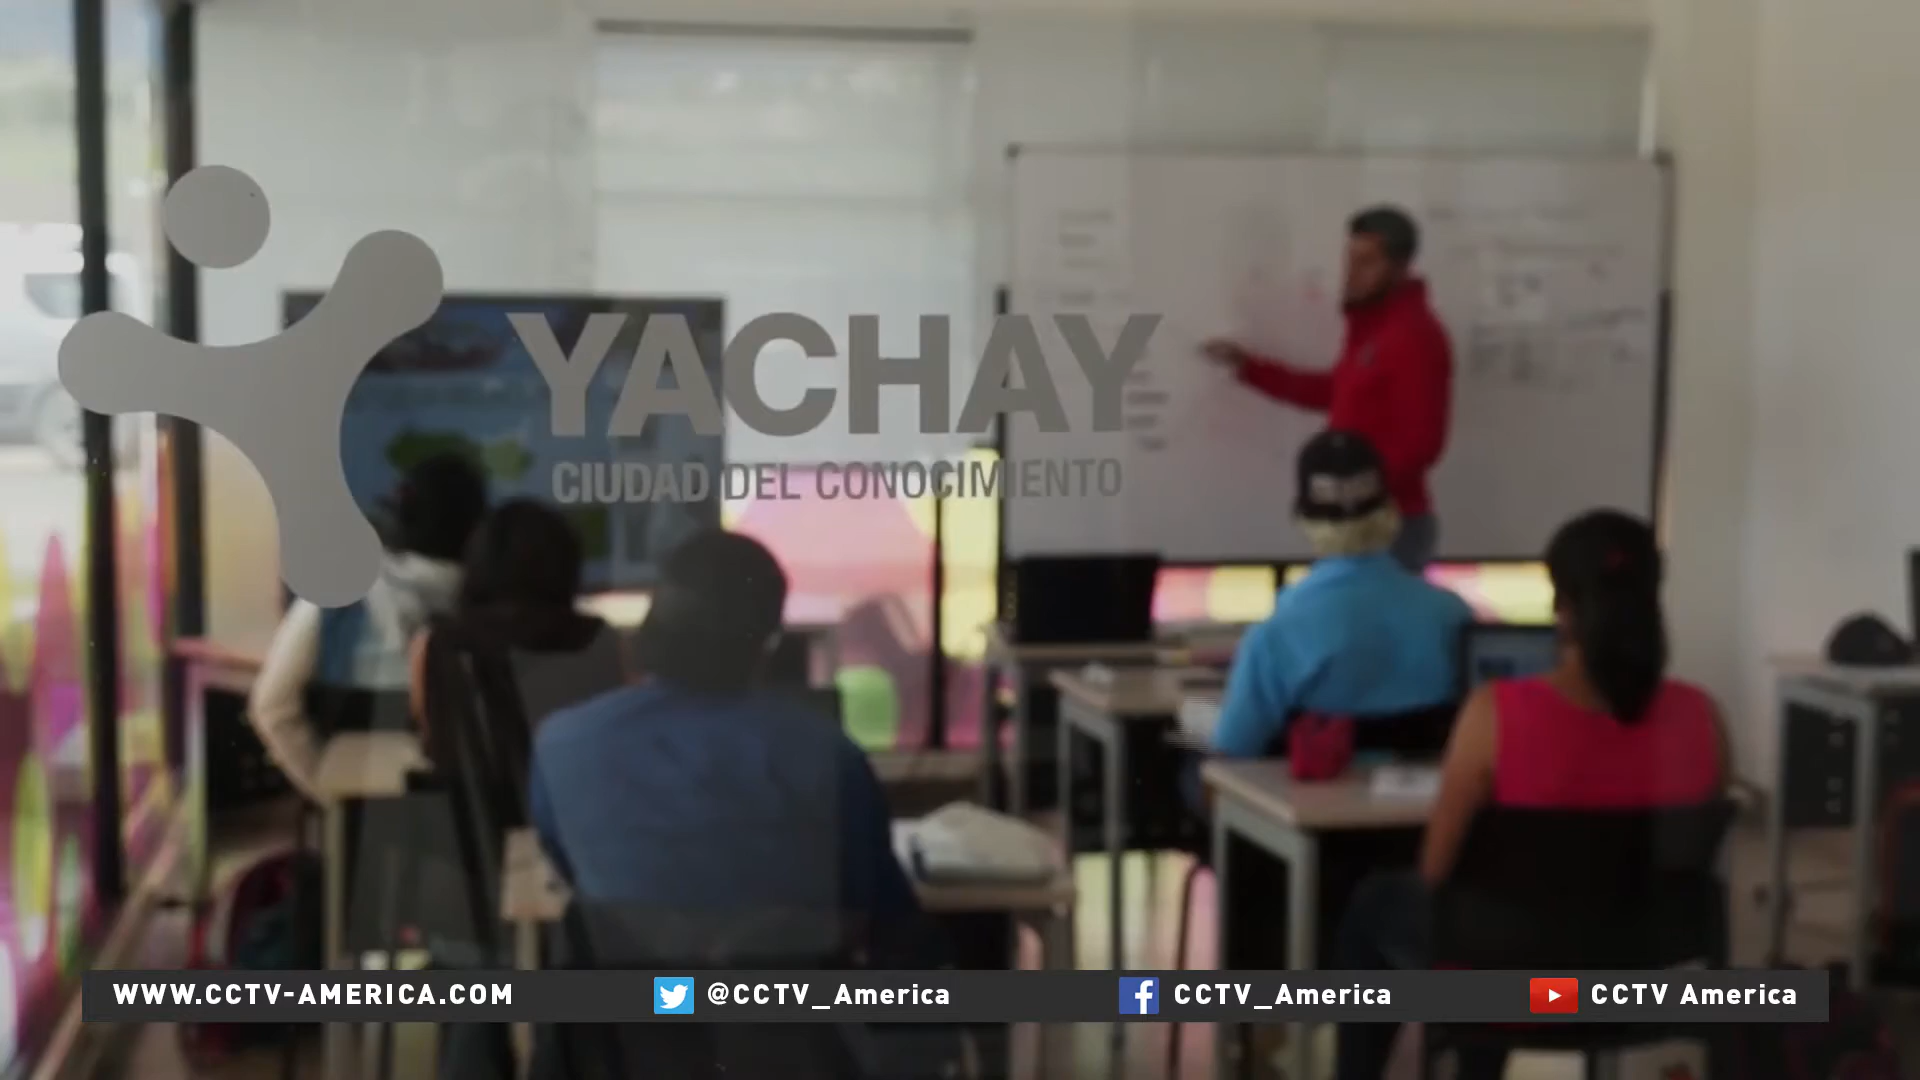 YACHAY
CIUDAD DEL CONOCIMIENTO
WWW.CCTV-AMERICA.COM @CCTV_America CCTV_America CCTV America